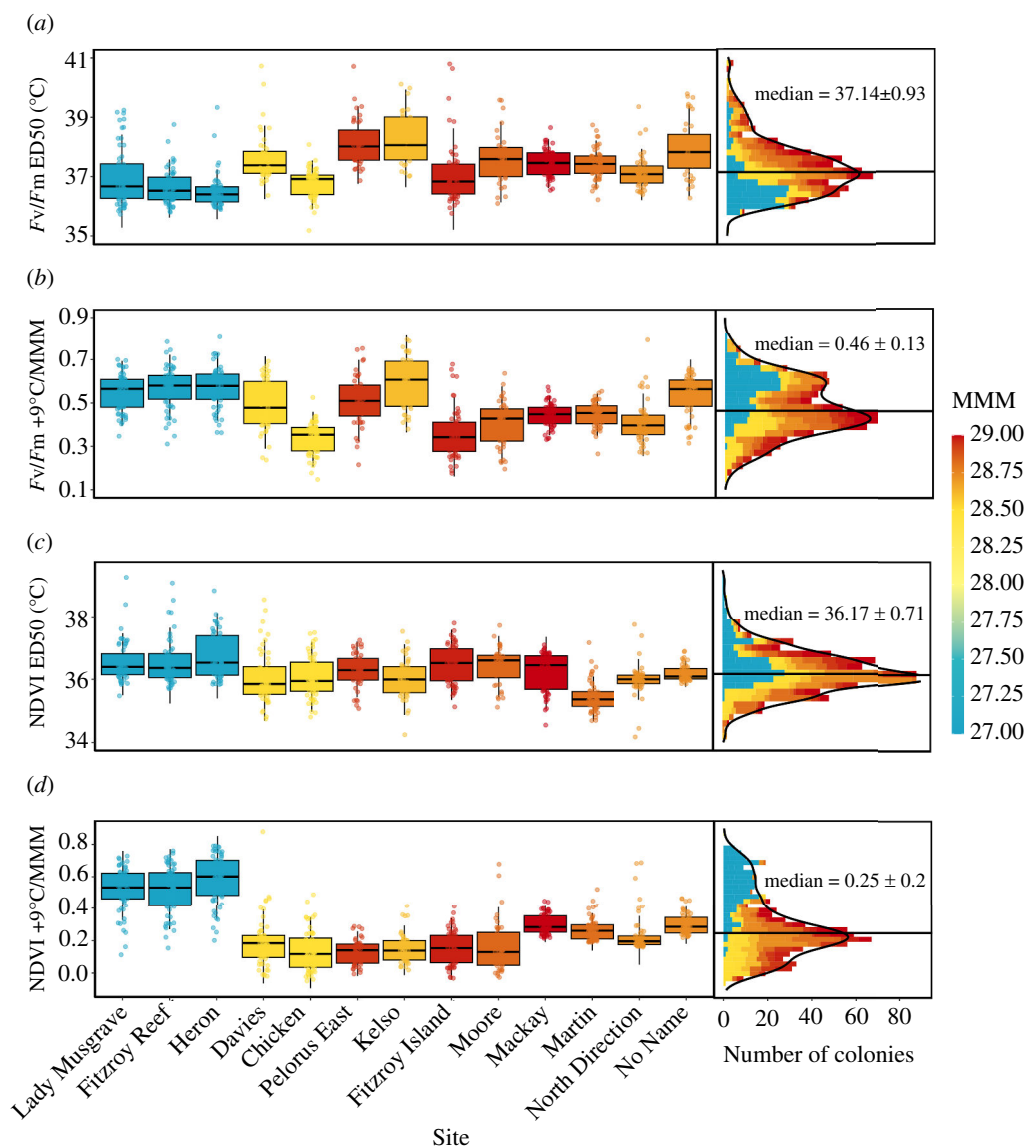 (a)
Fv/Fm ED50 (°C)
41
39
37
35
median = 37.14±0.93
(b)
Fv/Fm +9°C/MMM
0.9
0.7
0.5
0.3
0.1
median = 0.46 ± 0.13
MMM
29.00
28.75
28.50
28.25
28.00
27.75
27.50
27.25
27.00
(c)
NDVI ED50 (°C)
38
36
34
median = 36.17 ± 0.71
(d)
NDVI +9°C/MMM
0.8
0.6
0.4
0.2
0.0
median = 0.25 ± 0.2
Lady Musgrave
Fitzroy Reef
Heron
Davies
Chicken
Pelorus East
Kelso
Fitzroy Island
Moore
Mackay
Martin
North Direction
No Name
Site
0 20 40 60 80
Number of colonies